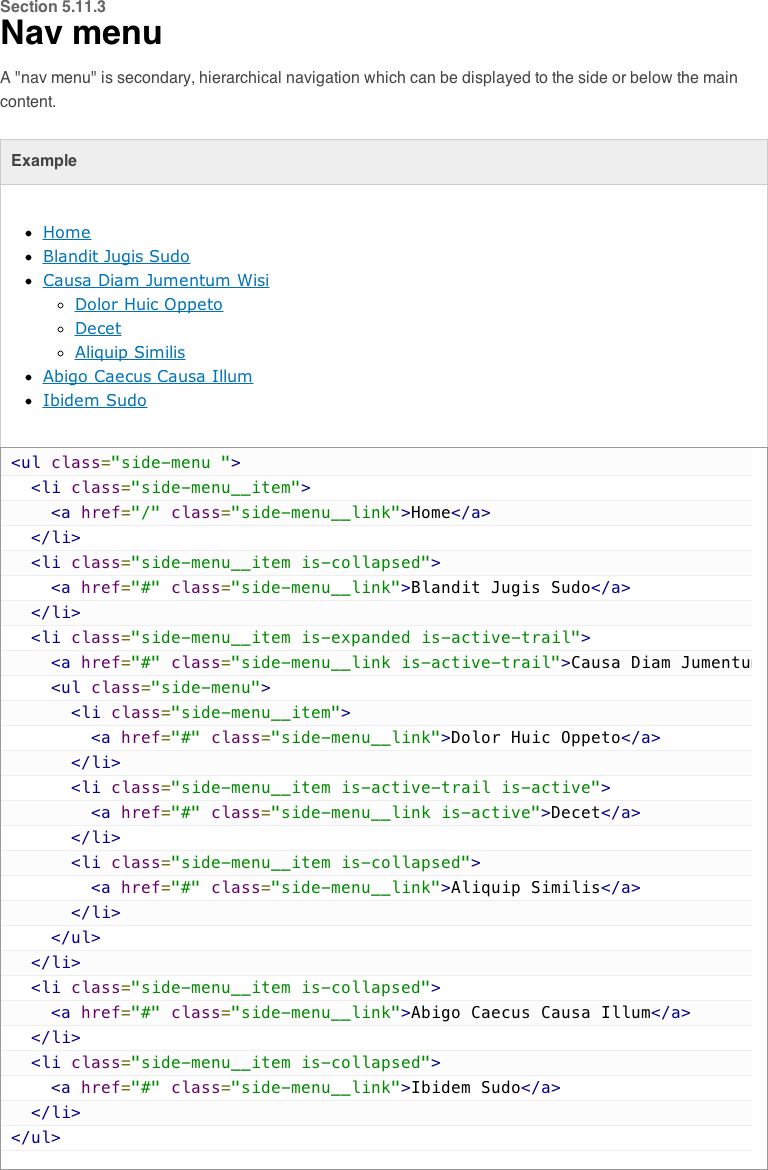 Section 5.11.3
Nav menu
A "nav menu" is secondary, hierarchical navigation which can be displayed to the side or below the main
content.
Example
Home
Blandit Jugis Sudo
Causa Diam Jumentum Wisi
Dolor Huic Oppeto
Decet
Aliquip Similis
Abigo Caecus Causa Illum
Ibidem Sudo
<ul class="side-menu ">
  <li class="side-menu__item">
    <a href="/" class="side-menu__link">Home</a>
  </li>
  <li class="side-menu__item is-collapsed">
    <a href="#" class="side-menu__link">Blandit Jugis Sudo</a>
  </li>
  <li class="side-menu__item is-expanded is-active-trail">
    <a href="#" class="side-menu__link is-active-trail">Causa Diam Jumentu
    <ul class="side-menu">
      <li class="side-menu__item">
        <a href="#" class="side-menu__link">Dolor Huic Oppeto</a>
      </li>
      <li class="side-menu__item is-active-trail is-active">
        <a href="#" class="side-menu__link is-active">Decet</a>
      </li>
      <li class="side-menu__item is-collapsed">
        <a href="#" class="side-menu__link">Aliquip Similis</a>
      </li>
    </ul>
  </li>
  <li class="side-menu__item is-collapsed">
    <a href="#" class="side-menu__link">Abigo Caecus Causa Illum</a>
  </li>
  <li class="side-menu__item is-collapsed">
    <a href="#" class="side-menu__link">Ibidem Sudo</a>
  </li>
</ul>